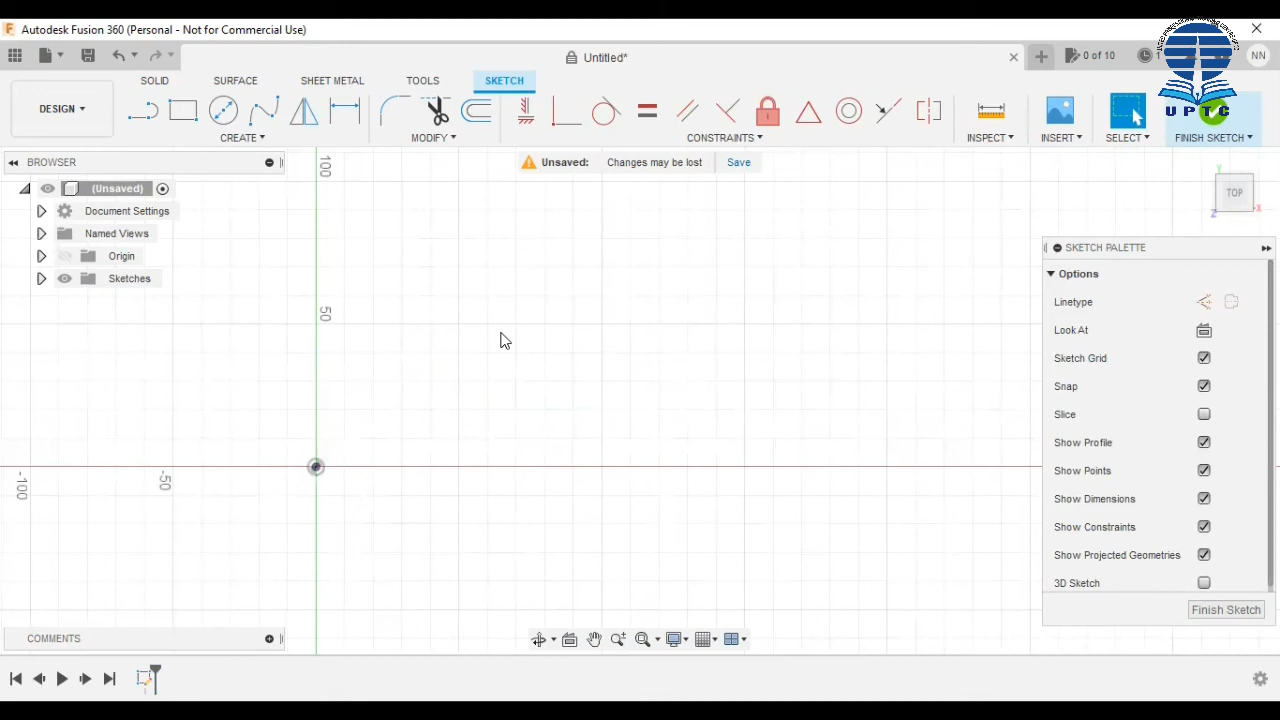 Autodesk Fusion 360 (Personal - Not for Commercial Use)
Untitled*
0 of 10
1
NN
UPTC
DESIGN
SOLID
SURFACE
SHEET METAL
TOOLS
SKETCH
CREATE
MODIFY
CONSTRAINTS
INSPECT
INSERT
SELECT
FINISH SKETCH
BROWSER
Unsaved: Changes may be lost Save
(Unsaved)
Document Settings
Named Views
Origin
Sketches
100
50
-50
-100
TOP
Y
X
Z
SKETCH PALETTE
Options
Linetype
Look At
Sketch Grid
Snap
Slice
Show Profile
Show Points
Show Dimensions
Show Constraints
Show Projected Geometries
3D Sketch
Finish Sketch
COMMENTS